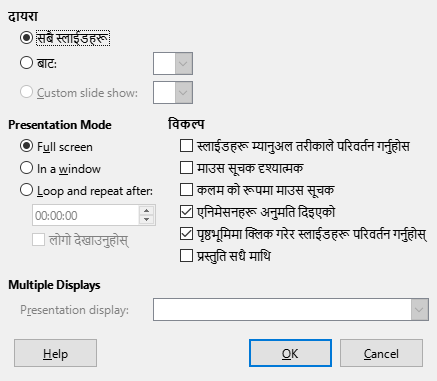 दायरा
सबै स्लाईडहरू
बाट:
Custom slide show:
Presentation Mode
Full screen
In a window
Loop and repeat after:
00:00:00
लोगो देखाउनुहोस्
विकल्प
स्लाईडहरू म्यानुअल तरीकाले परिवर्तन गर्नुहोस
माउस सूचक दृश्यात्मक
कलम को रूपमा माउस सूचक
एनिमेसनहरू अनुमति दिइएको
पृष्ठभूमिमा क्लिक गरेर स्लाईडहरू परिवर्तन गर्नुहोस्
प्रस्तुति सधै माथि
Multiple Displays
Presentation display:
Help
OK
Cancel